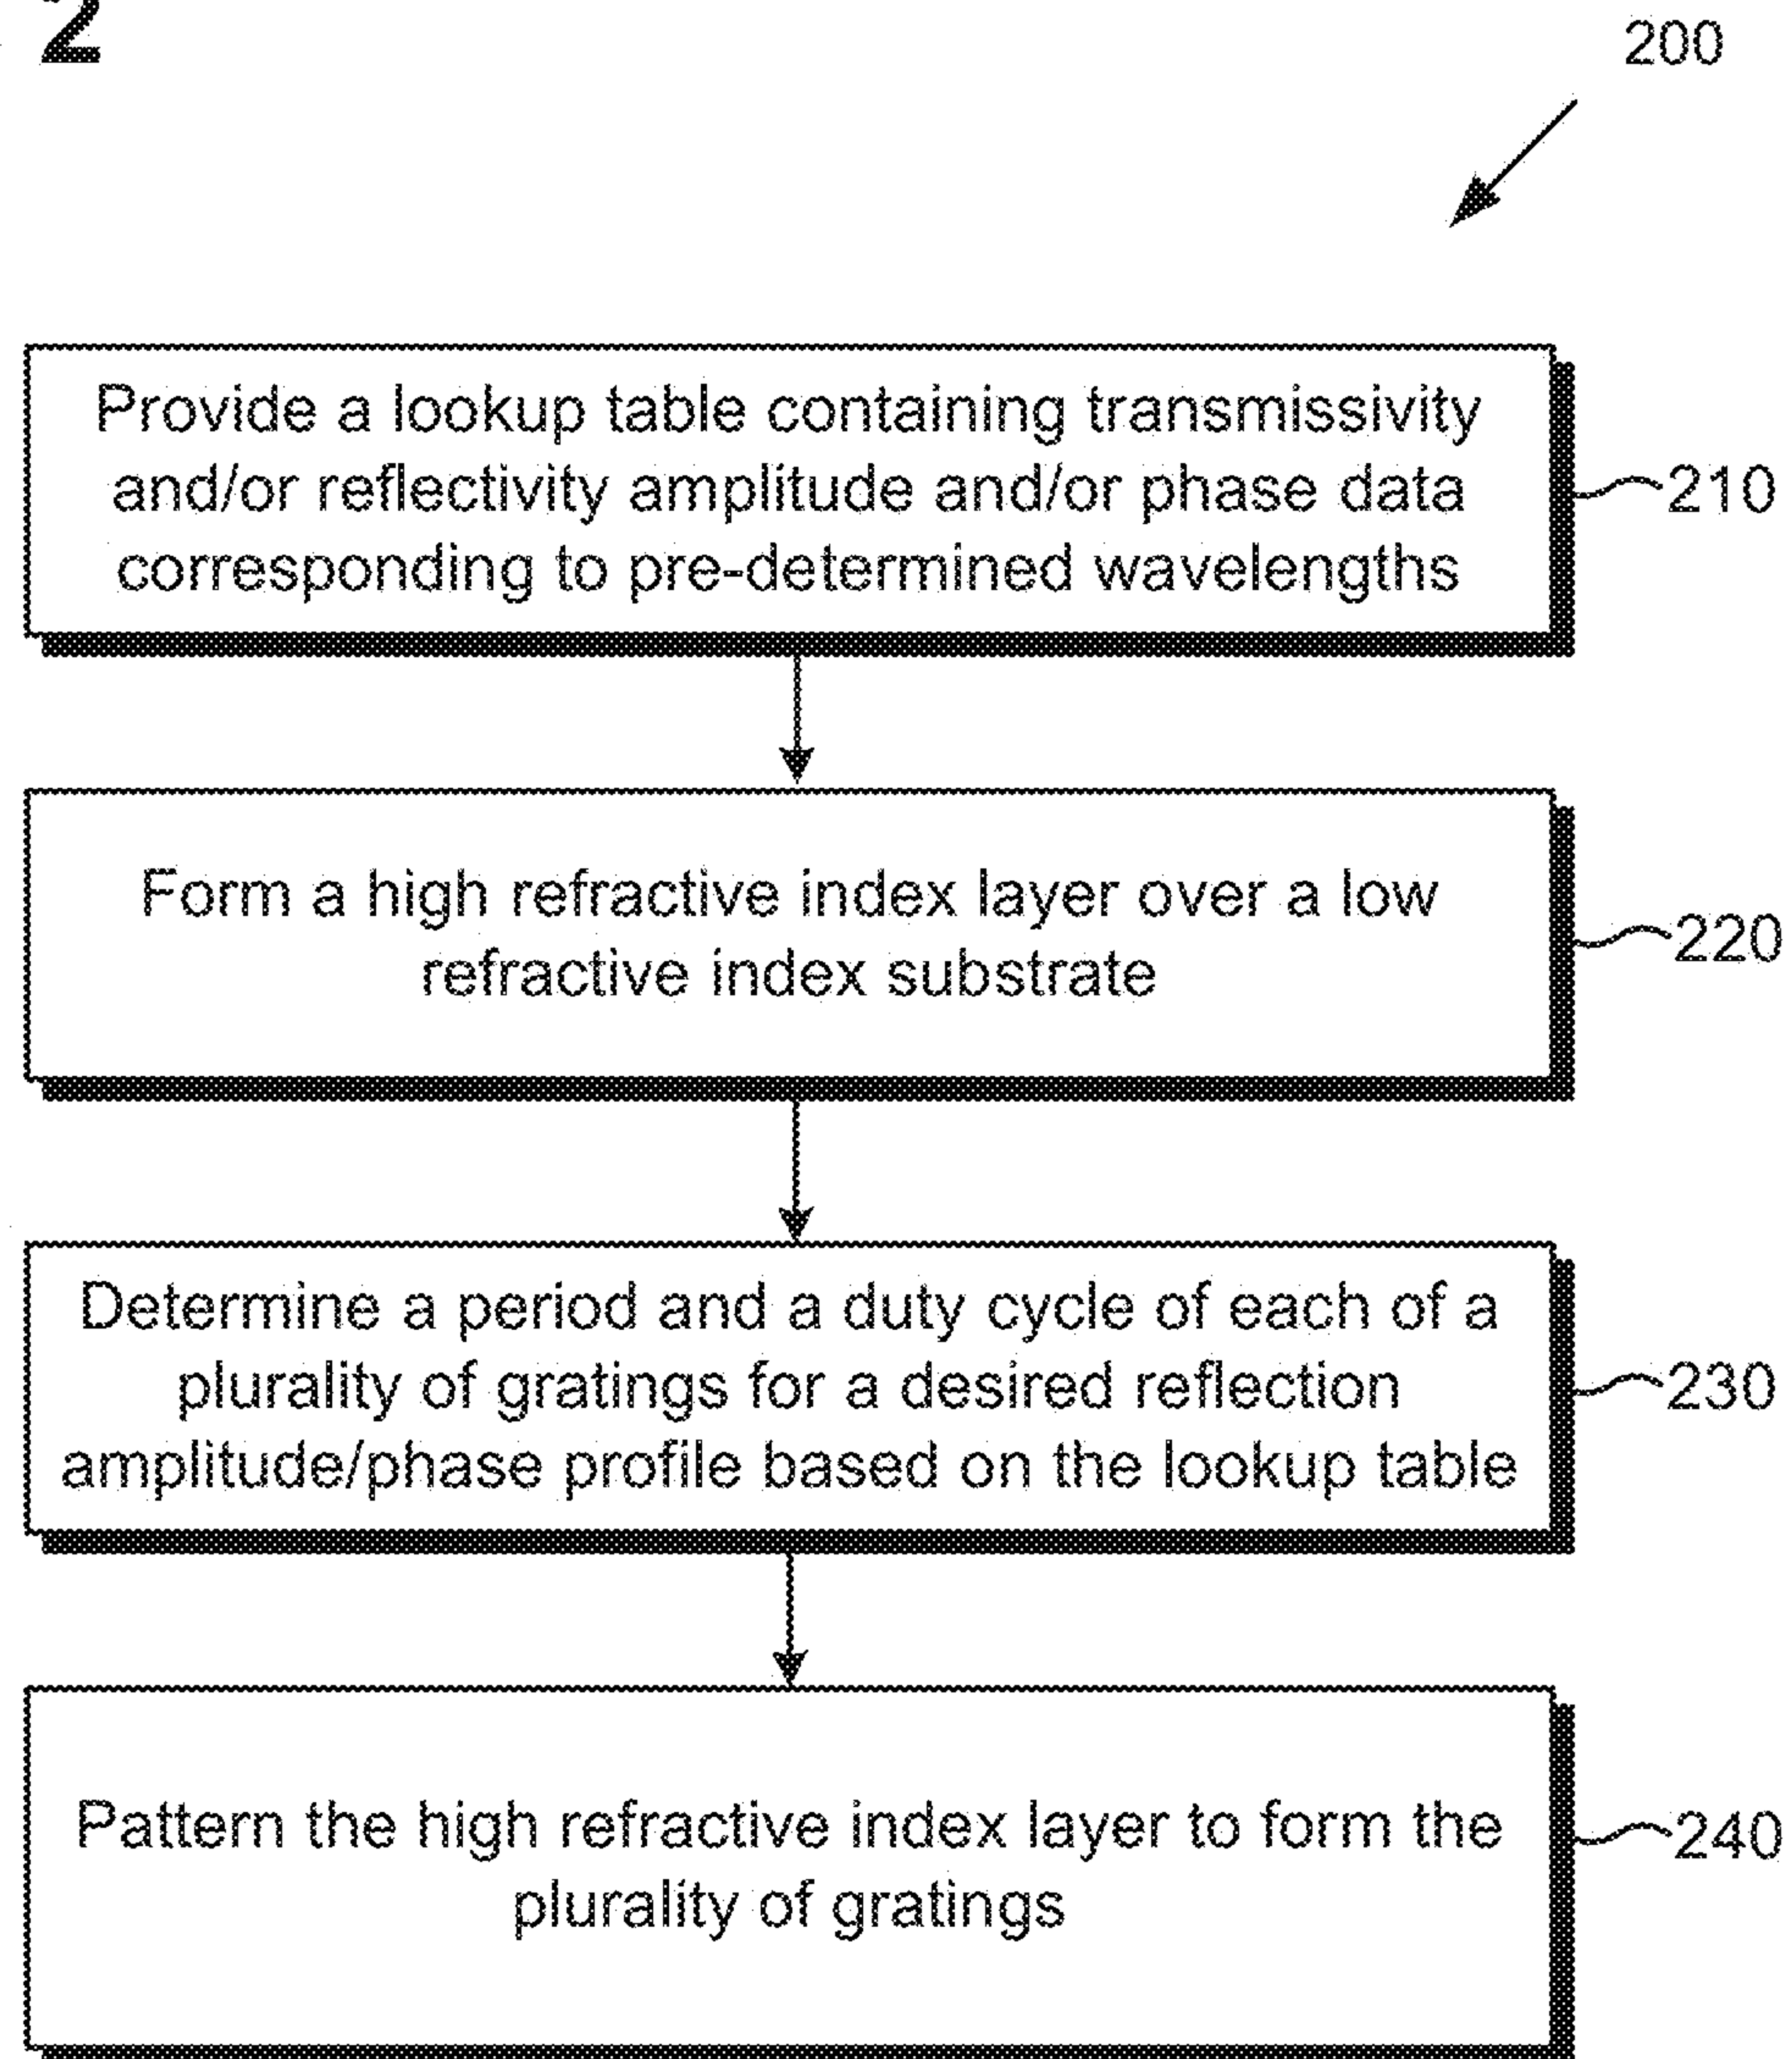 2
200
Provide a lookup table containing transmissivity
and/or reflectivity amplitude and/or phase data
corresponding to pre-determined wavelengths
210
Form a high refractive index layer over a low
refractive index substrate
220
Determine a period and a duty cycle of each of a
plurality of gratings for a desired reflection
amplitude/phase profile based on the lookup table
230
Pattern the high refractive index layer to form the
plurality of gratings
240